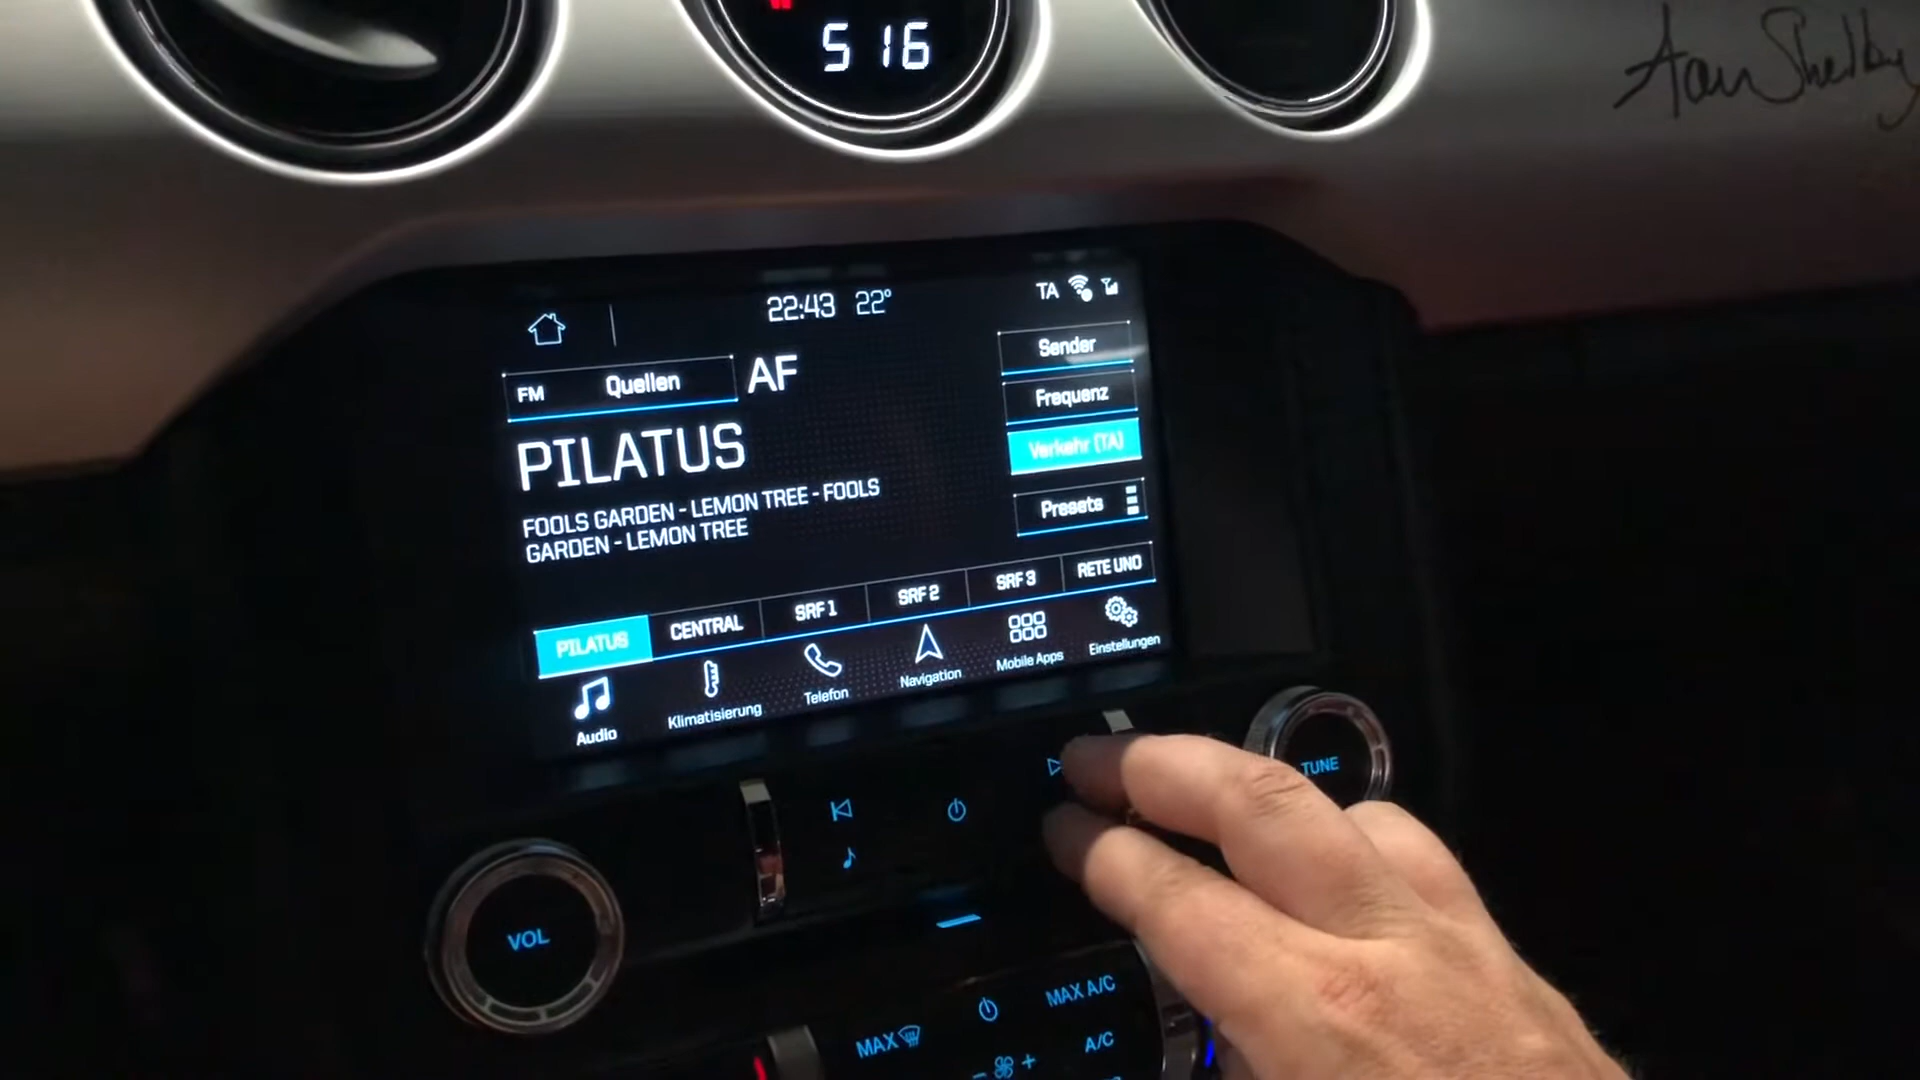 516
22:43 22°
TA
FM Quellen
AF
Sender
Frequenz
Verkehr (TA)
Presets
PILATUS
FOOLS GARDEN - LEMON TREE - FOOLS
GARDEN - LEMON TREE
PILATUS CENTRAL SRF 1 SRF 2 SRF 3 RETE UNO
Audio Klimatisierung Telefon Navigation Mobile Apps Einstellungen
TUNE
VOL
MAX
MAX A/C
A/C
- +